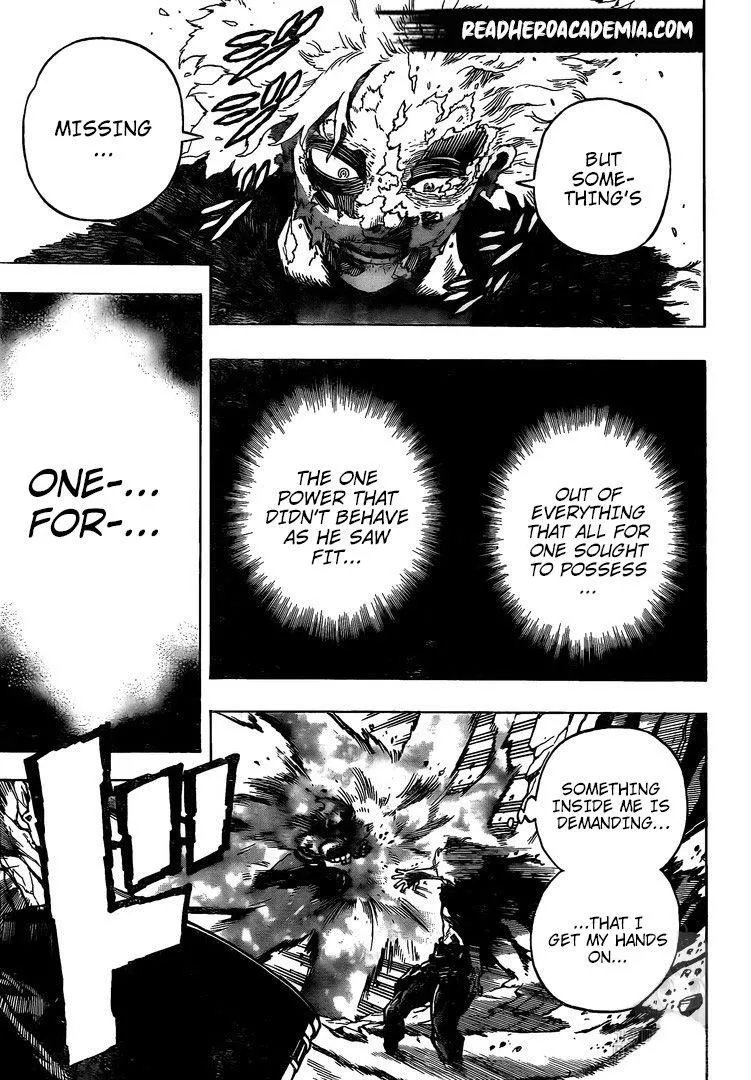 READHEROACADEMIA.COM
BUT
SOME-
THING'S
MISSING
...
OUT OF
EVERYTHING
THAT ALL FOR
ONE SOUGHT
TO POSSESS
...
THE ONE
POWER THAT
DIDN'T BEHAVE
AS HE SAW
FIT...
ONE-...
FOR-...
SOMETHING
INSIDE ME IS
DEMANDING...
...THAT I
GET MY HANDS
ON...